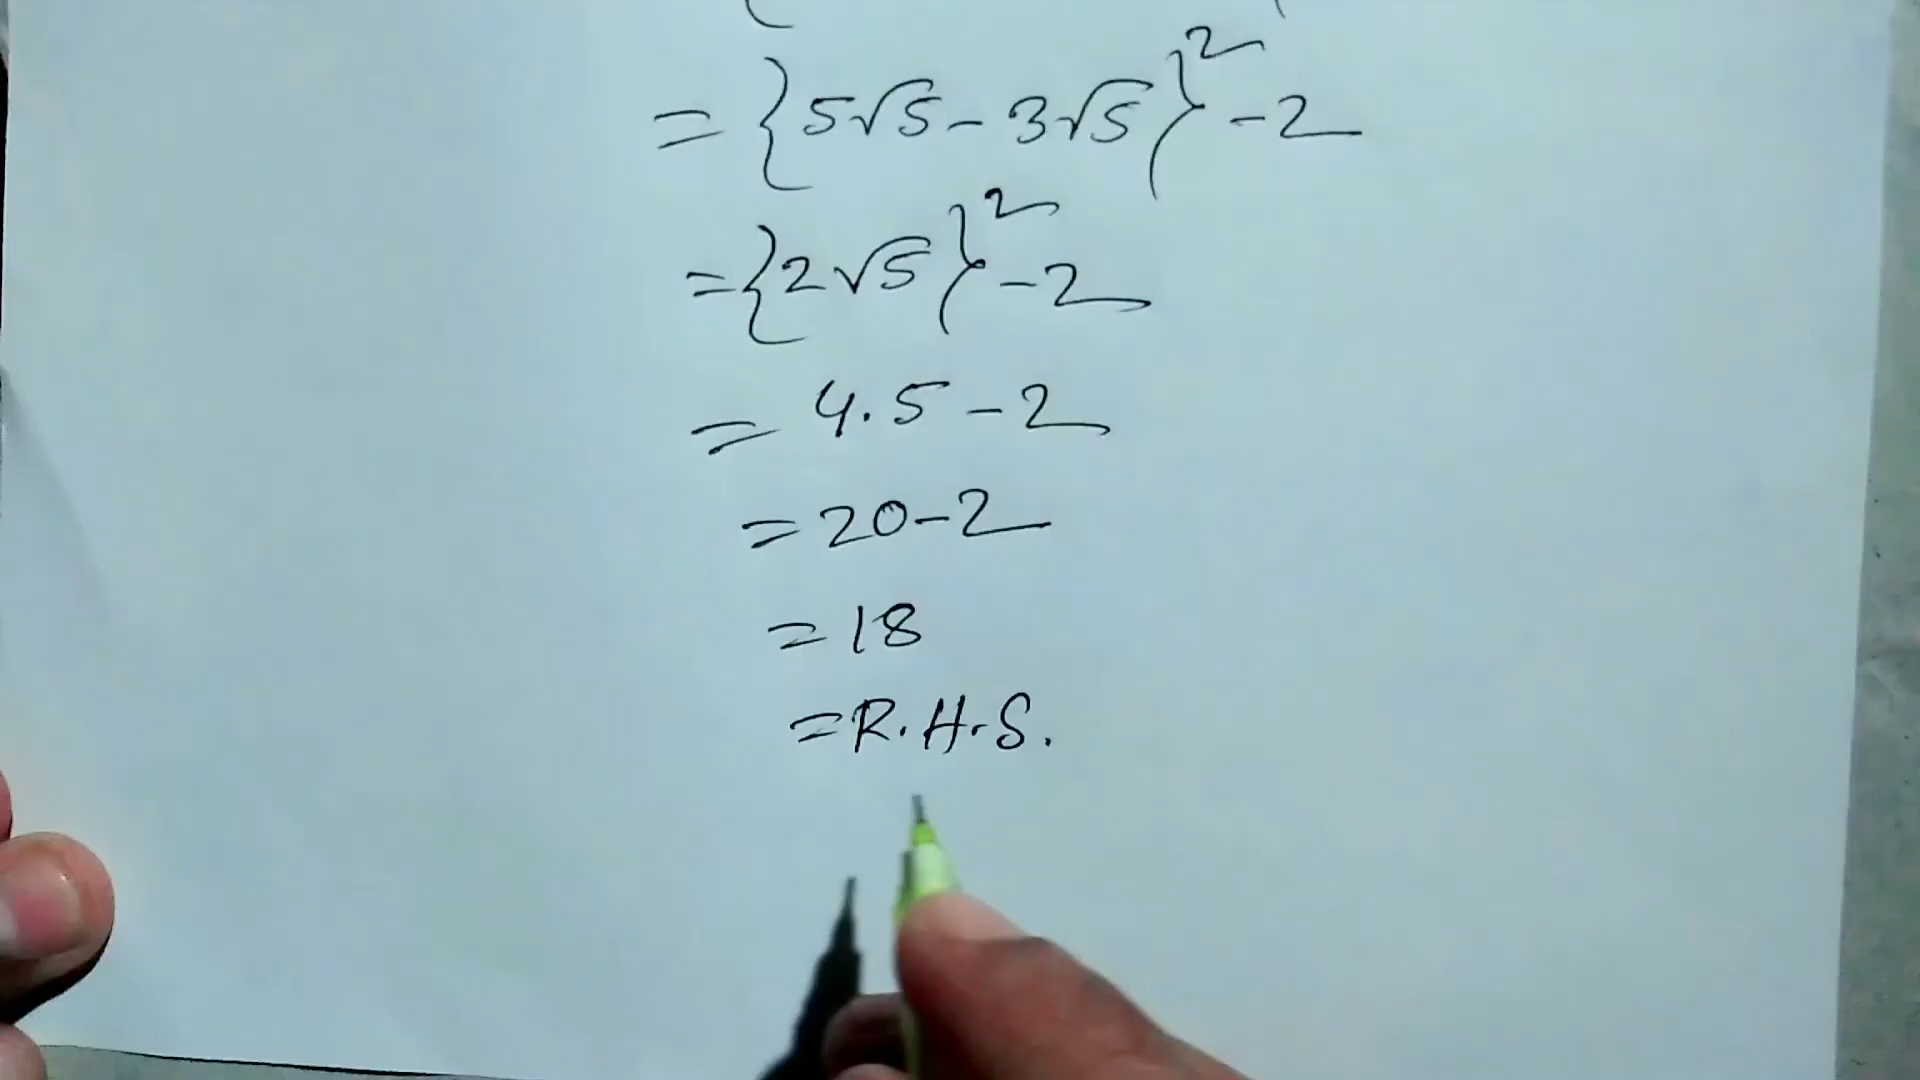 = {5√5 - 3√5}² - 2
= {2√5}² - 2
= 4.5 - 2
= 20 - 2
= 18
= R.H.S.